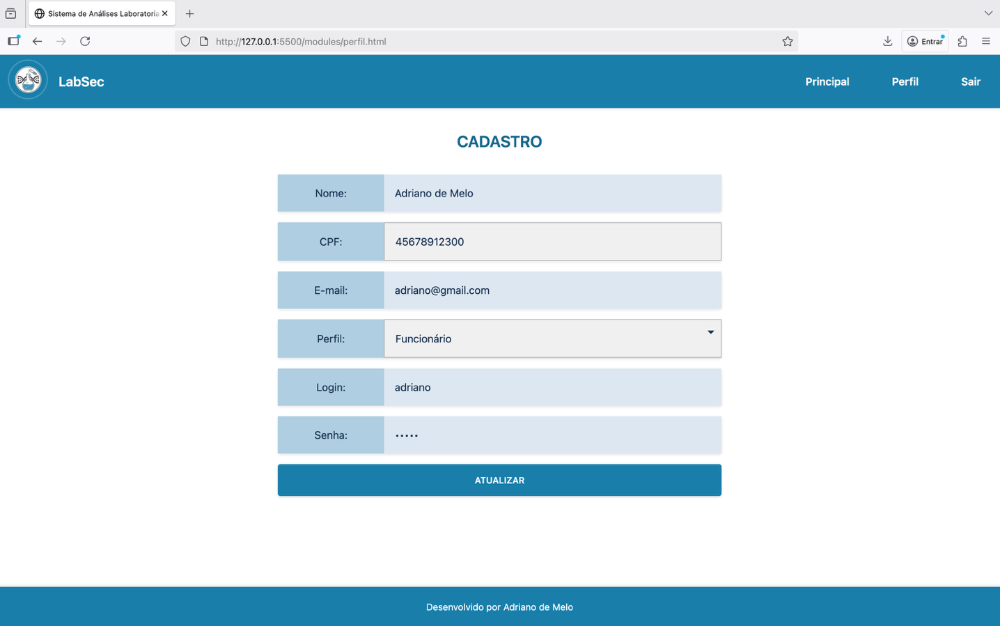 Sistema de Análises Laboratoria
http://127.0.0.1:5500/modules/perfil.html
Entrar
LabSec
Principal
Perfil
Sair
CADASTRO
Nome: Adriano de Melo
CPF: 45678912300
E-mail: adriano@gmail.com
Perfil: Funcionário
Login: adriano
Senha: •••••
ATUALIZAR
Desenvolvido por Adriano de Melo